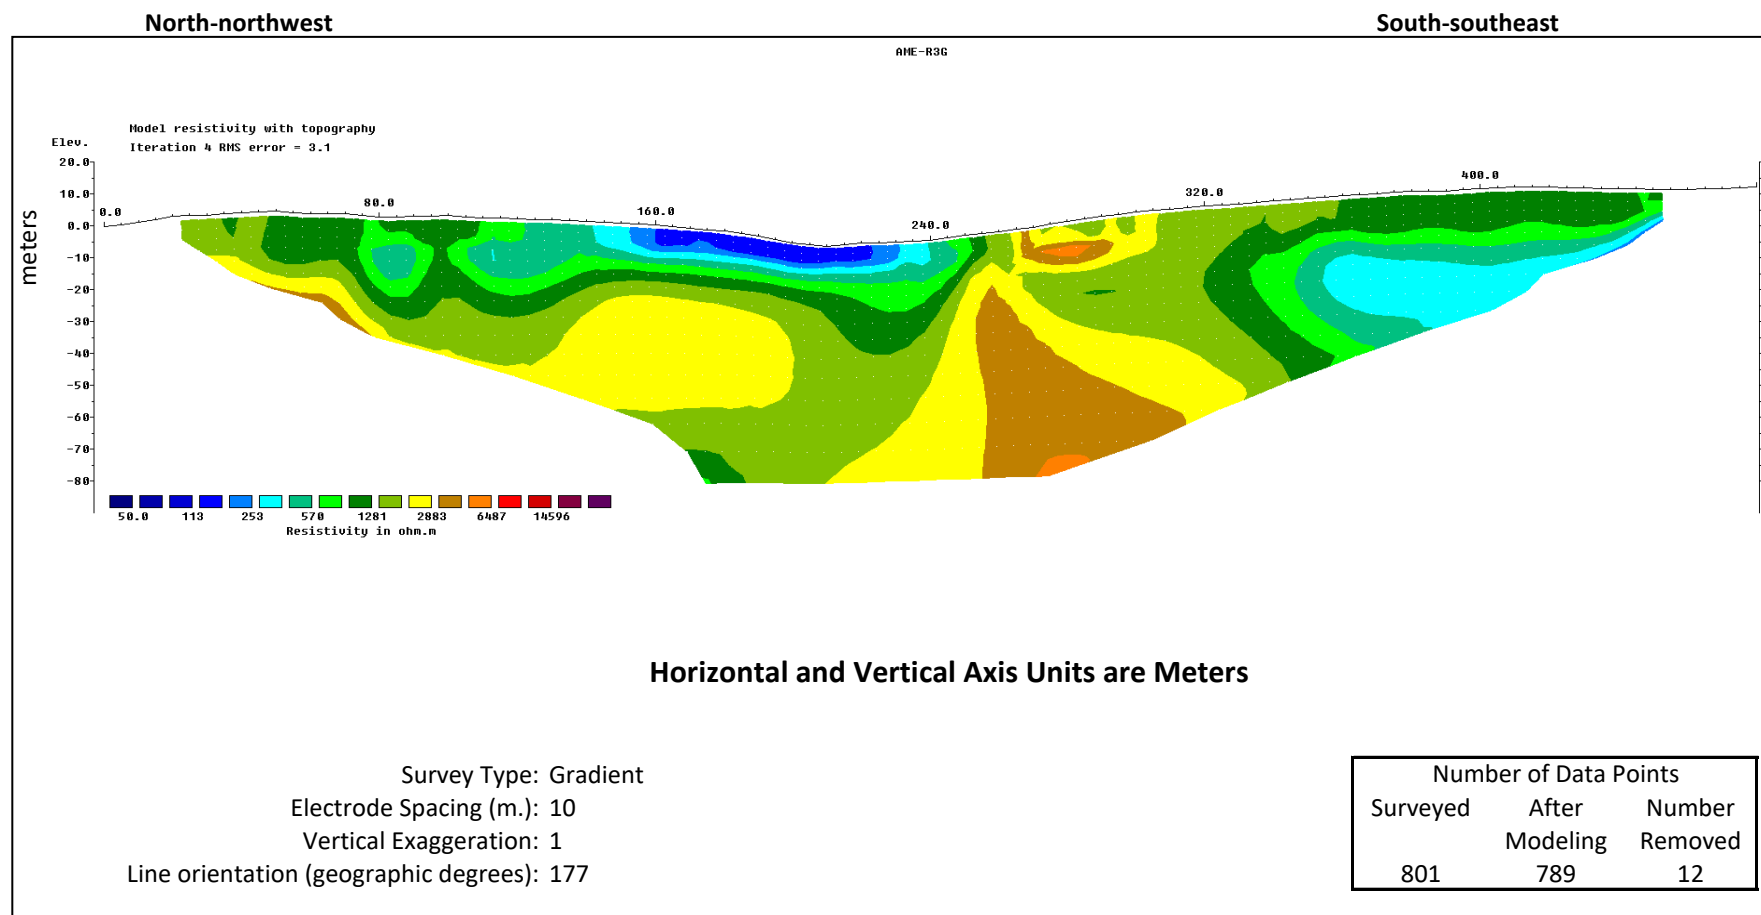 North-northwest South-southeast
AME-R3G
Model resistivity with topography
Elev. Iteration 4 RMS error = 3.1
20.0
10.0
0.0
-10
-20
-30
-40
-50
-60
-70
-80
meters
0.0 80.0 160.0 240.0 320.0 400.0
50.0 113 253 570 1281 2883 6487 14596
Resistivity in ohm.m
Horizontal and Vertical Axis Units are Meters
Survey Type: Gradient
Electrode Spacing (m.): 10
Vertical Exaggeration: 1
Line orientation (geographic degrees): 177
Number of Data Points
Surveyed After Number
Modeling Removed
801 789 12